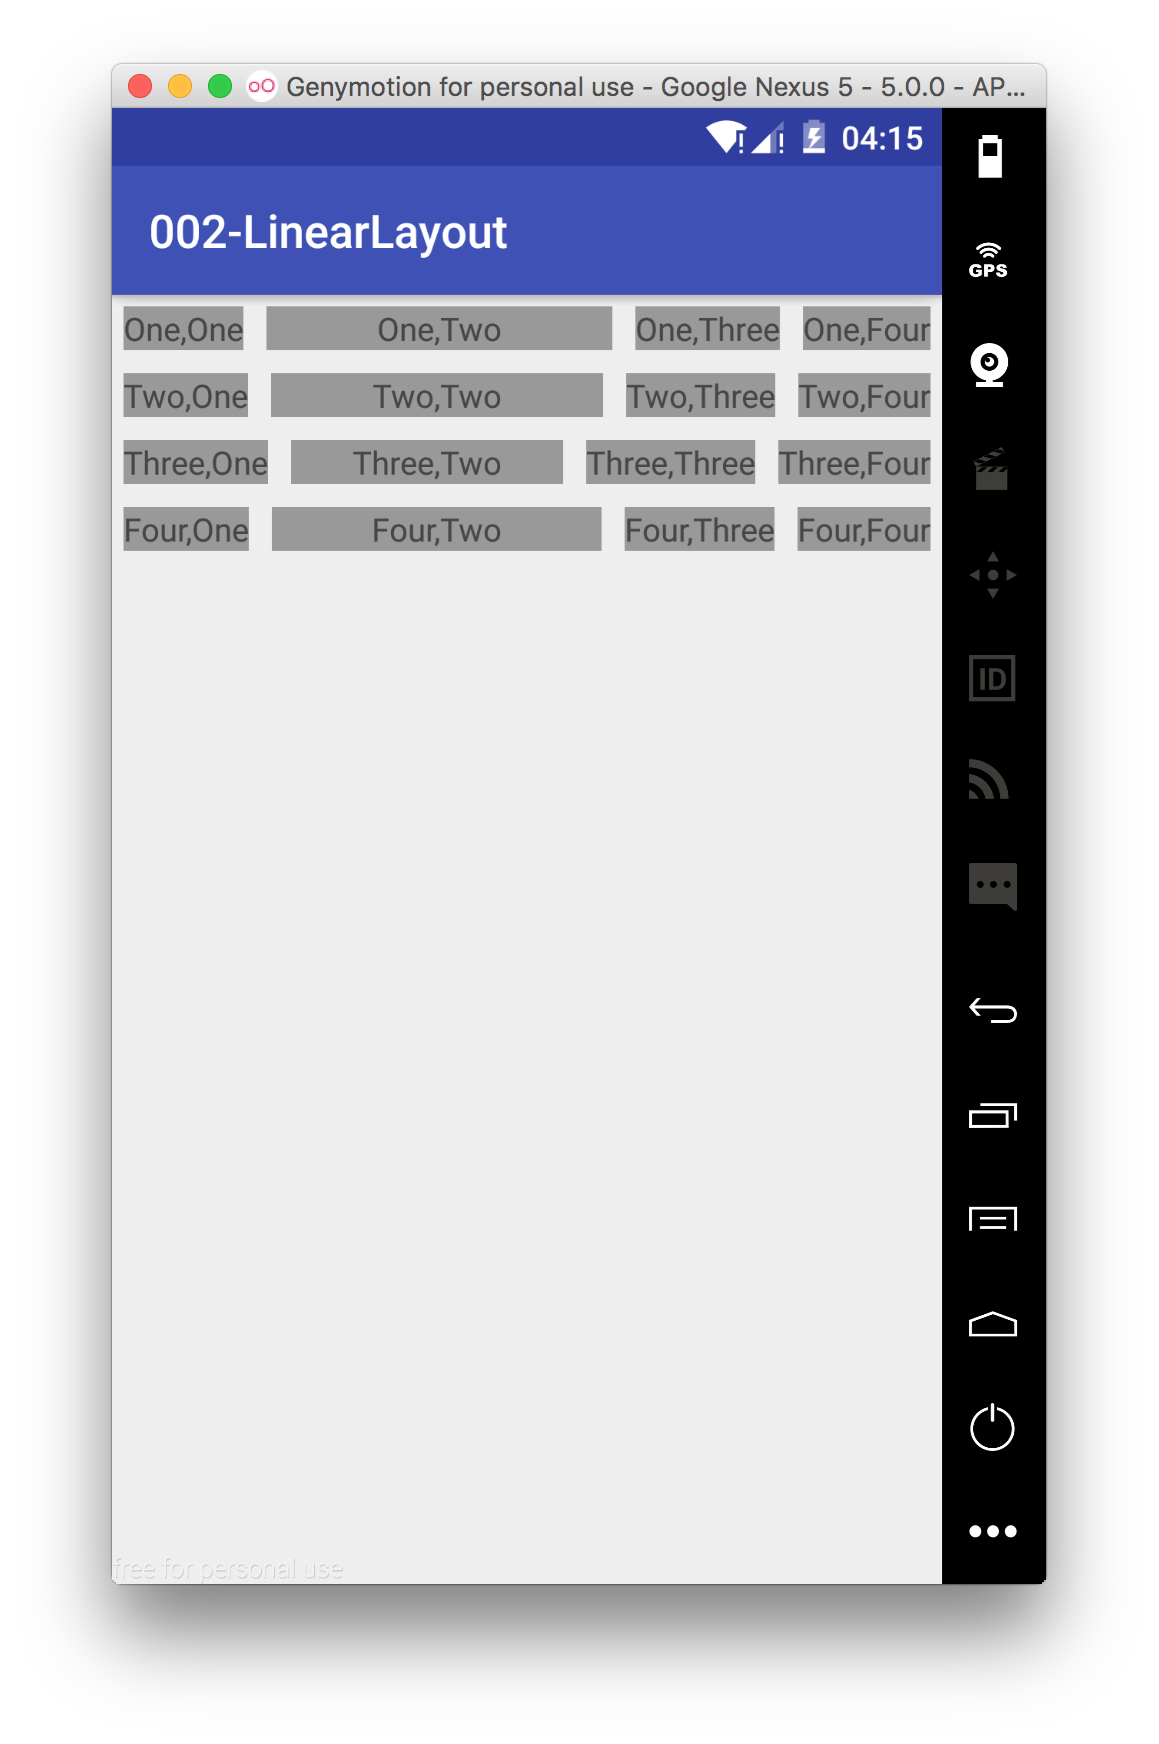 Genymotion for personal use - Google Nexus 5 - 5.0.0 - AP...
04:15
002-LinearLayout
GPS
One,One One,Two One,Three One,Four
Two,One Two,Two Two,Three Two,Four
Three,One Three,Two Three,Three Three,Four
Four,One Four,Two Four,Three Four,Four
ID
free for personal use